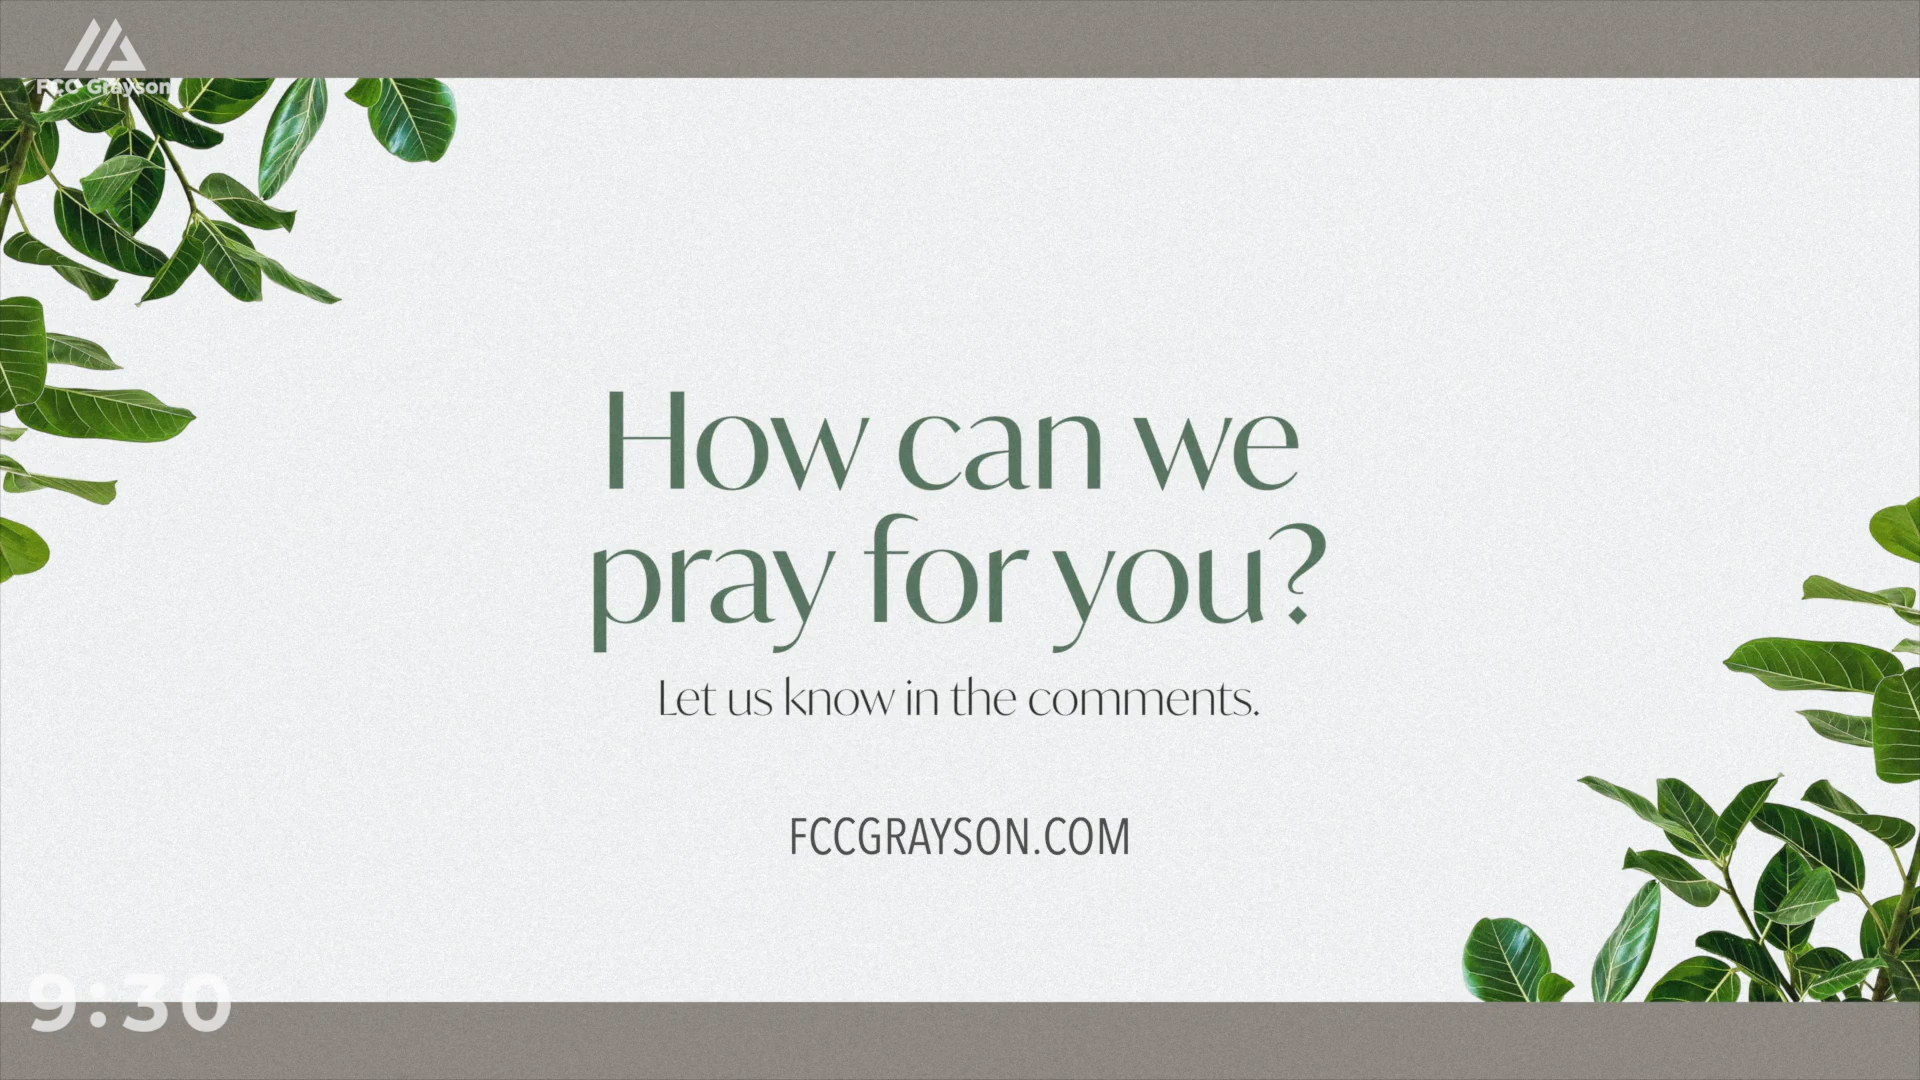 FCC Grayson
How can we
pray for you?
Let us know in the comments.
FCCGRAYSON.COM
9:30